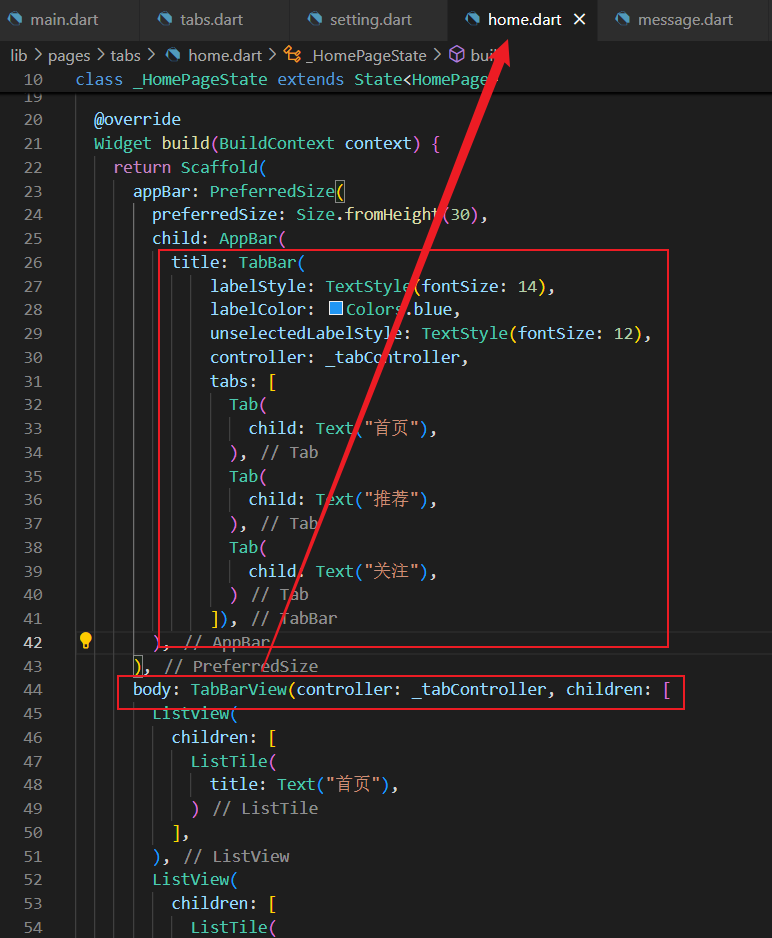 main.dart tabs.dart setting.dart home.dart × message.dart
lib > pages > tabs > home.dart > _HomePageState > bui
10 class _HomePageState extends State<HomePage>
19
20 @override
21 Widget build(BuildContext context) {
22 return Scaffold(
23 appBar: PreferredSize(
24 preferredSize: Size.fromHeight(30),
25 child: AppBar(
26 title: TabBar(
27 labelStyle: TextStyle(fontSize: 14),
28 labelColor: Colors.blue,
29 unselectedLabelStyle: TextStyle(fontSize: 12),
30 controller: _tabController,
31 tabs: [
32 Tab(
33 child: Text("首页"),
34 ), // Tab
35 Tab(
36 child: Text("推荐"),
37 ), // Tab
38 Tab(
39 child: Text("关注"),
40 ) // Tab
41 ]), // TabBar
42 ), // AppBar
43 ), // PreferredSize
44 body: TabBarView(controller: _tabController, children: [
45 ListView(
46 children: [
47 ListTile(
48 title: Text("首页"),
49 ) // ListTile
50 ],
51 ), // ListView
52 ListView(
53 children: [
54 ListTile(